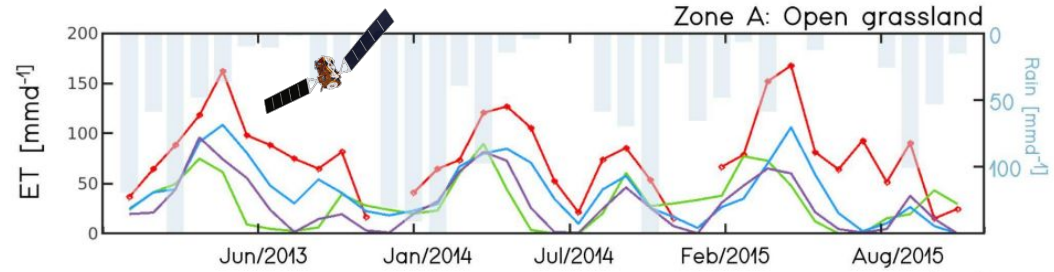 Zone A: Open grassland
200
150
100
50
0
ET [mmd⁻¹]
0
50
100
Rain [mmd⁻¹]
Jun/2013
Jan/2014
Jul/2014
Feb/2015
Aug/2015